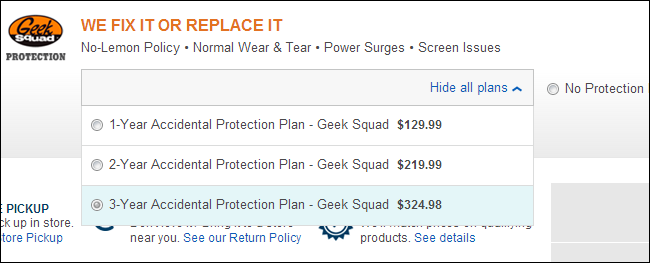 Geek
Squad
PROTECTION
WE FIX IT OR REPLACE IT
No-Lemon Policy • Normal Wear & Tear • Power Surges • Screen Issues
Hide all plans
No Protection
1-Year Accidental Protection Plan - Geek Squad $129.99
2-Year Accidental Protection Plan - Geek Squad $219.99
3-Year Accidental Protection Plan - Geek Squad $324.98
PICKUP
ck up in store.
tore Pickup
near you. See our Return Policy
products. See details